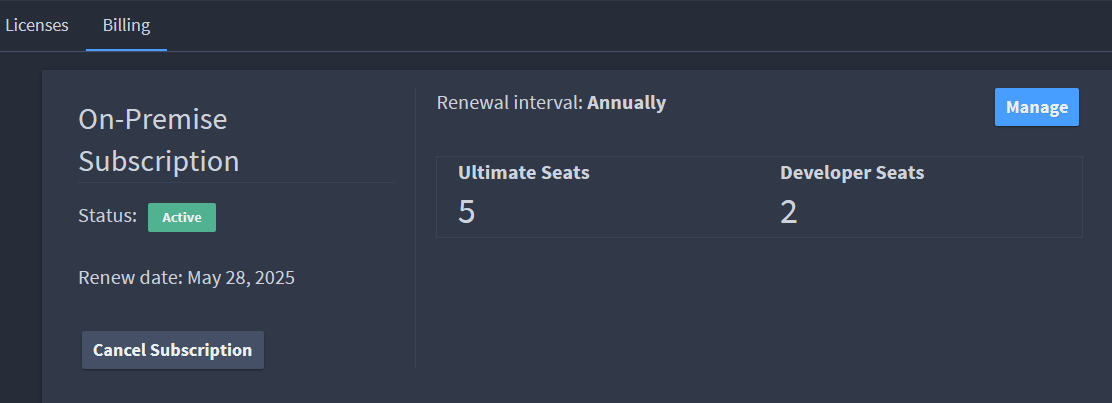 Licenses Billing
On-Premise
Subscription
Status: Active
Renew date: May 28, 2025
Cancel Subscription
Renewal interval: Annually
Manage
Ultimate Seats Developer Seats
5 2